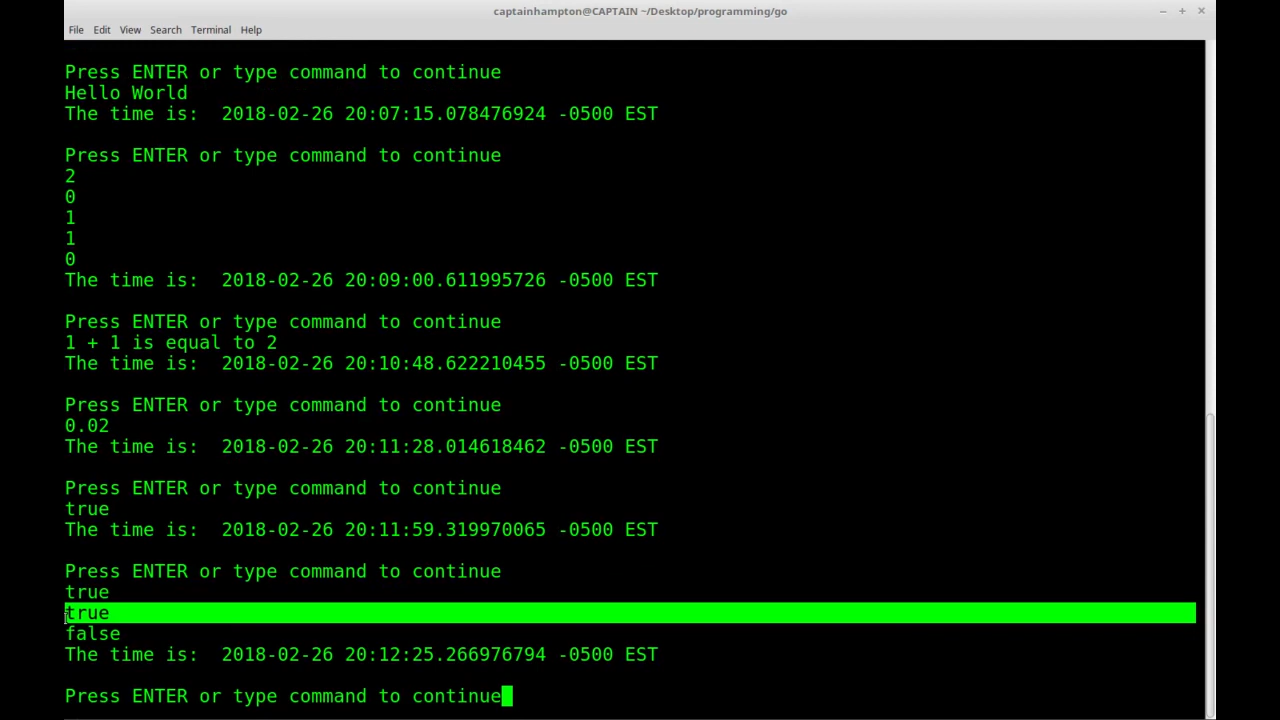 captainhampton@CAPTAIN ~/Desktop/programming/go
File Edit View Search Terminal Help
Press ENTER or type command to continue
Hello World
The time is:  2018-02-26 20:07:15.078476924 -0500 EST
Press ENTER or type command to continue
2
0
1
1
0
The time is:  2018-02-26 20:09:00.611995726 -0500 EST
Press ENTER or type command to continue
1 + 1 is equal to 2
The time is:  2018-02-26 20:10:48.622210455 -0500 EST
Press ENTER or type command to continue
0.02
The time is:  2018-02-26 20:11:28.014618462 -0500 EST
Press ENTER or type command to continue
true
The time is:  2018-02-26 20:11:59.319970065 -0500 EST
Press ENTER or type command to continue
true
true
false
The time is:  2018-02-26 20:12:25.266976794 -0500 EST
Press ENTER or type command to continue